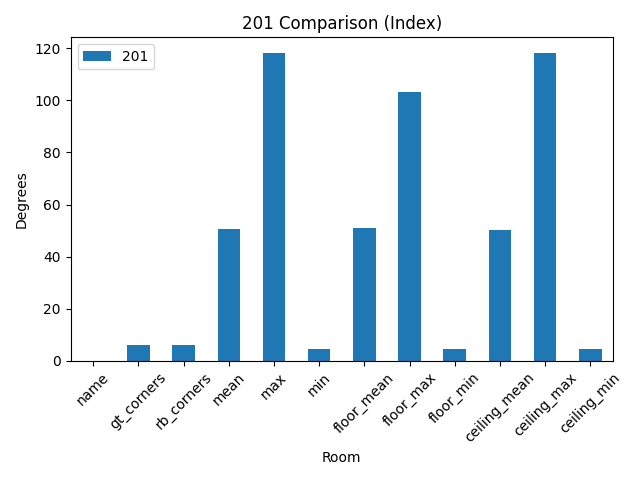 201 Comparison (Index)
201
Degrees
120
100
80
60
40
20
0
name
gt_corners
rb_corners
mean
max
min
floor_mean
floor_max
floor_min
ceiling_mean
ceiling_max
ceiling_min
Room